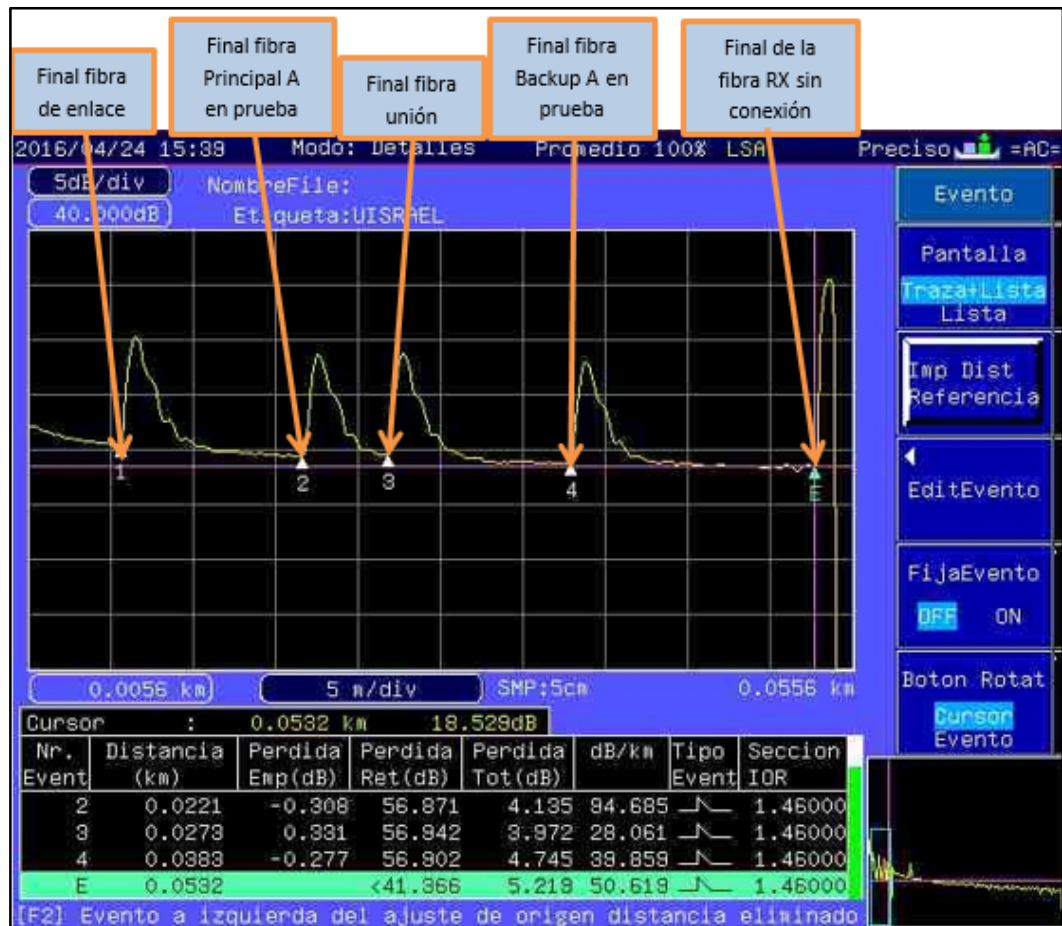 Final fibra
de enlace
Final fibra
Principal A
en prueba
Final fibra
unión
Final fibra
Backup A en
prueba
Final de la
fibra RX sin
conexión
2016/04/24 15:39 Modo: Detalles Promedio 100% LSA Preciso =AC=
5dB/div NombreFile:
40.000dB Etiqueta:UISRAEL
1
2
3
4
E
0.0056 km 5 m/div SMP:5cm 0.0556 km
Cursor : 0.0532 km 18.529dB
Nr. Distancia Perdida Perdida Perdida dB/km Tipo Seccion
Event (km) Emp(dB) Ret(dB) Tot(dB) Event IOR
2 0.0221 -0.308 56.871 4.135 94.685 1.46000
3 0.0273 0.331 56.942 3.972 28.061 1.46000
4 0.0383 -0.277 56.902 4.745 39.859 1.46000
E 0.0532 <41.366 5.219 50.619 1.46000
[F2] Evento a izquierda del ajuste de origen distancia eliminado
Evento
Pantalla
Traza+Lista
Lista
Imp Dist
Referencia
EditEvento
FijaEvento
OFF ON
Boton Rotat
Cursor
Evento